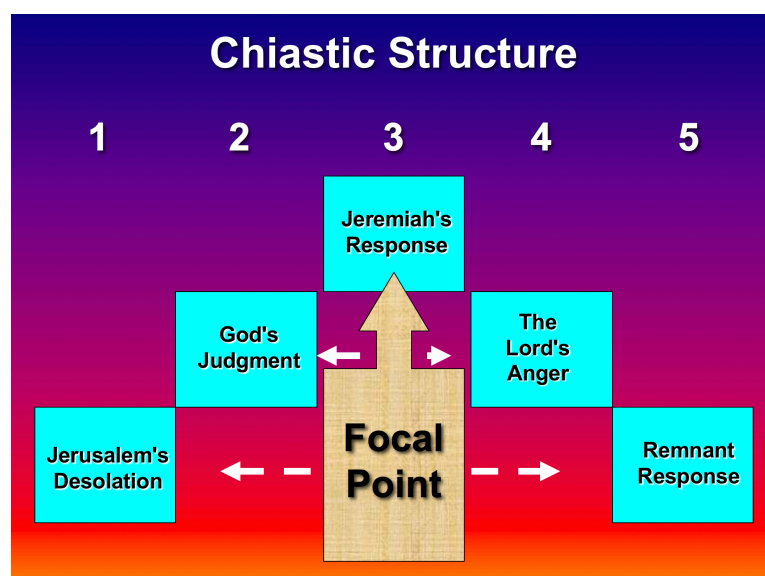 Chiastic Structure
1 2 3 4 5
Jeremiah's
Response
God's
Judgment
The
Lord's
Anger
Jerusalem's
Desolation
Focal
Point
Remnant
Response